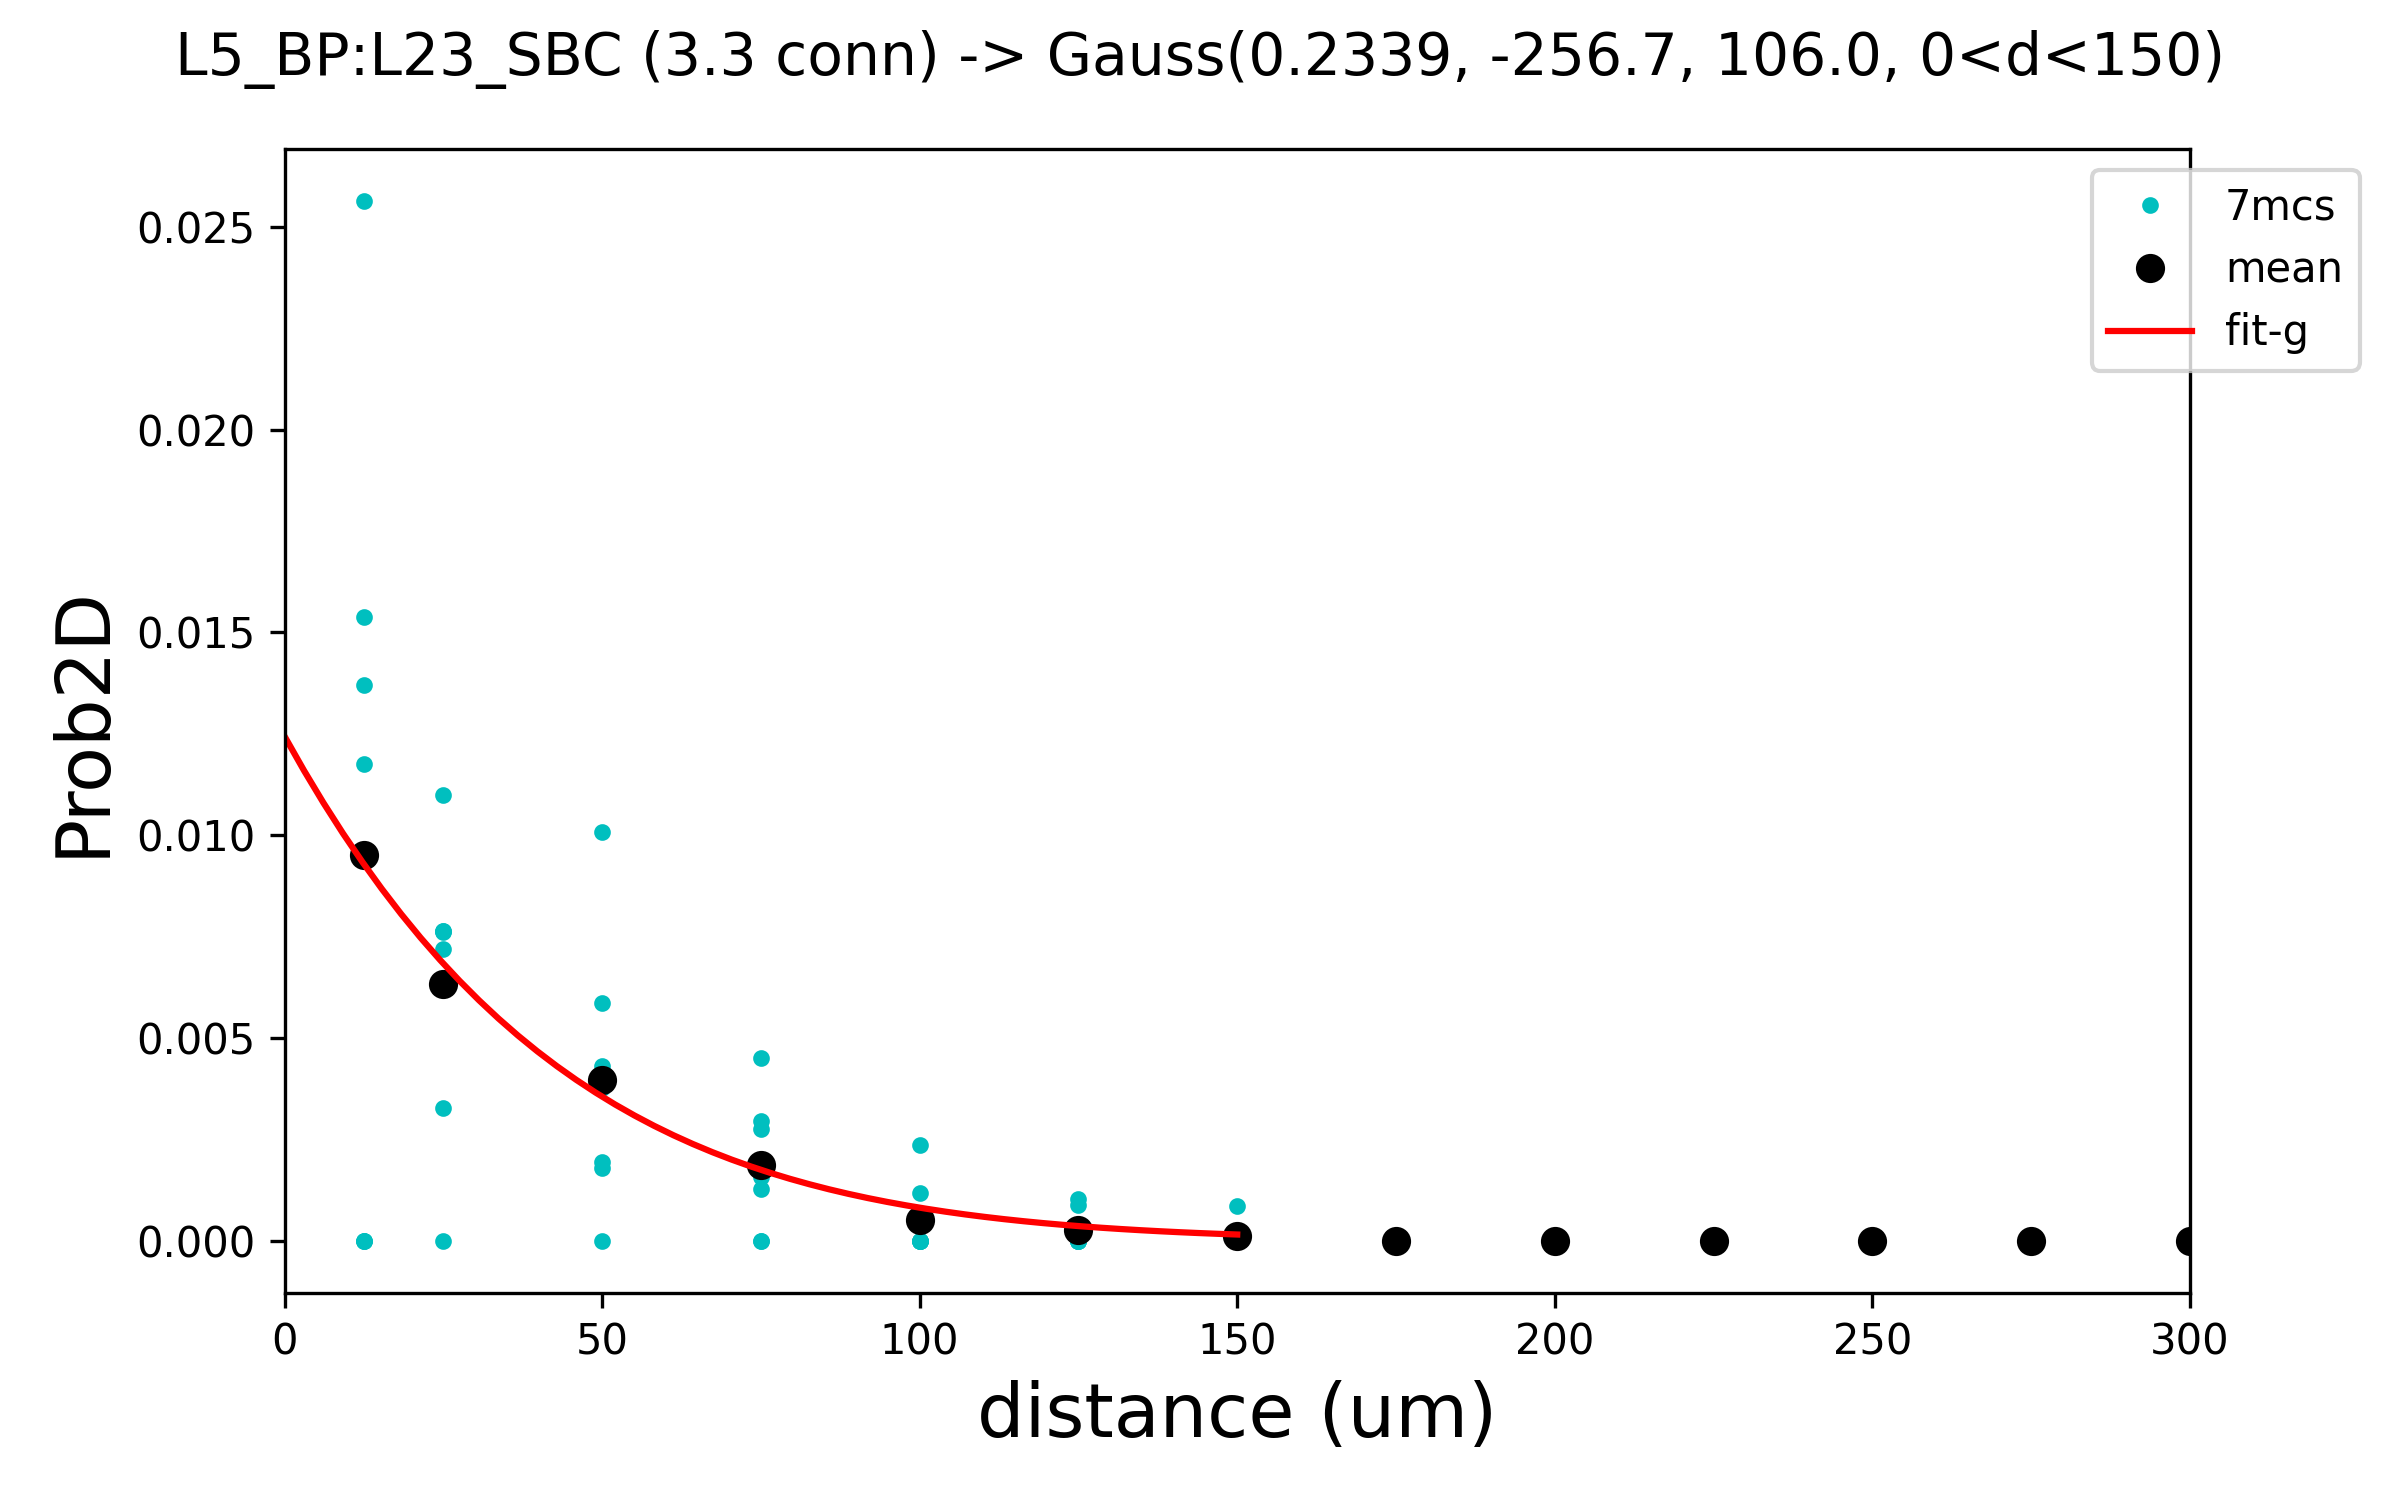 L5_BP:L23_SBC (3.3 conn) -> Gauss(0.2339, -256.7, 106.0, 0<d<150)
7mcs
mean
fit-g
Prob2D
0.025
0.020
0.015
0.010
0.005
0.000
0 50 100 150 200 250 300
distance (um)